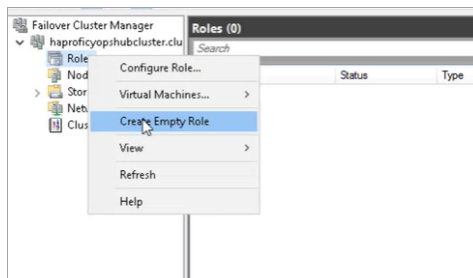 Failover Cluster Manager
haproficyopshubcluster.clu
Role
Nod
Stor
Netw
Clus
Roles (0)
Search
Status Type
Configure Role...
Virtual Machines...
Create Empty Role
View
Refresh
Help